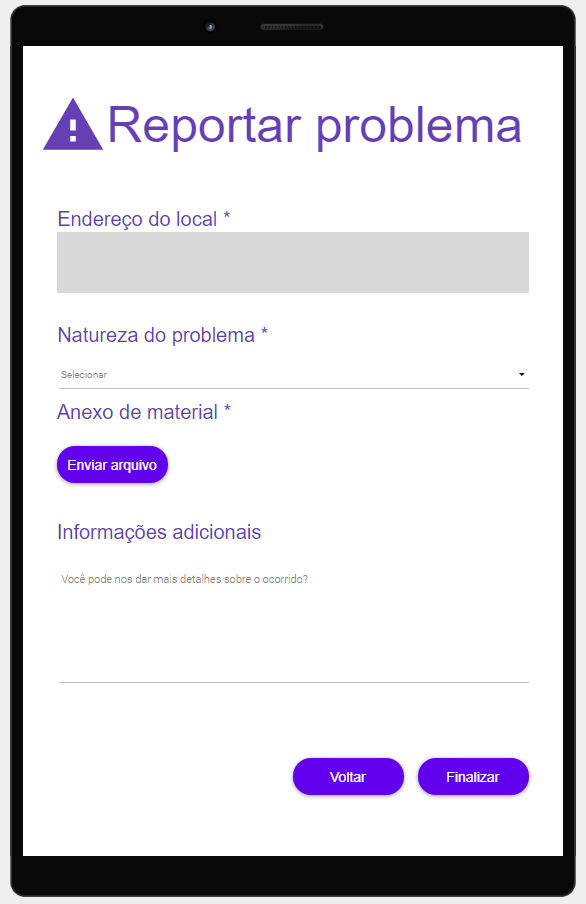 Reportar problema
Endereço do local *
Natureza do problema *
Selecionar
Anexo de material *
Enviar arquivo
Informações adicionais
Você pode nos dar mais detalhes sobre o ocorrido?
Voltar Finalizar